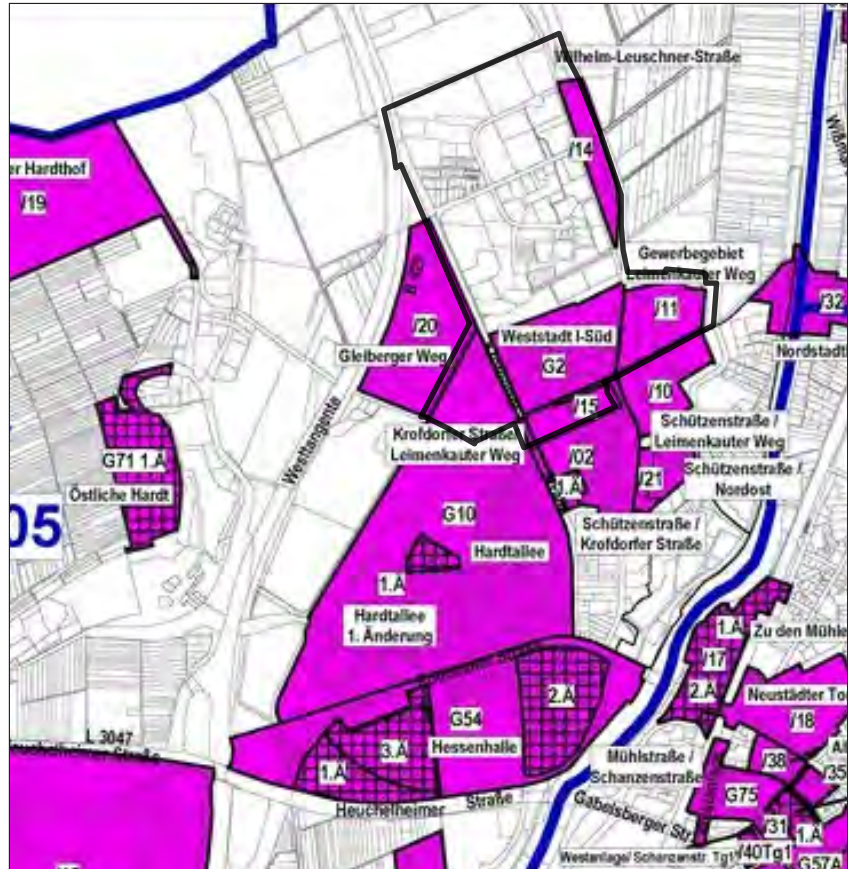 Wilhelm-Leuschner-Straße
er Hardthof
/19
/14
Wißmar
Gewerbegebiet
Leimenkauter Weg
/11
/32
/20
Gleiberger Weg
Weststadt I-Süd
G2
Nordstadt
/15
/10
Westtangente
Krofdorfer Straße/
Leimenkauter Weg
Schützenstraße /
Leimenkauter Weg
/02
/21
1.Ä
Schützenstraße /
Nordost
G71 1.Ä
Östliche Hardt
05
G10
Hardtallee
Schützenstraße /
Krofdorfer Straße
1.Ä
Hardtallee
1. Änderung
1.Ä
Zu den Mühle
/17
2.Ä
2.Ä
Neustädter To
/18
G54
Hessenhalle
L 3047
3.Ä
1.Ä
Mühlstraße /
Schanzenstraße
/38
/35
Heuchelheimer Straße
Gabelsberger Str
G75
/31
1.Ä
Westanlage/ Schanzenstr. Tg1
/40Tg1
G57A